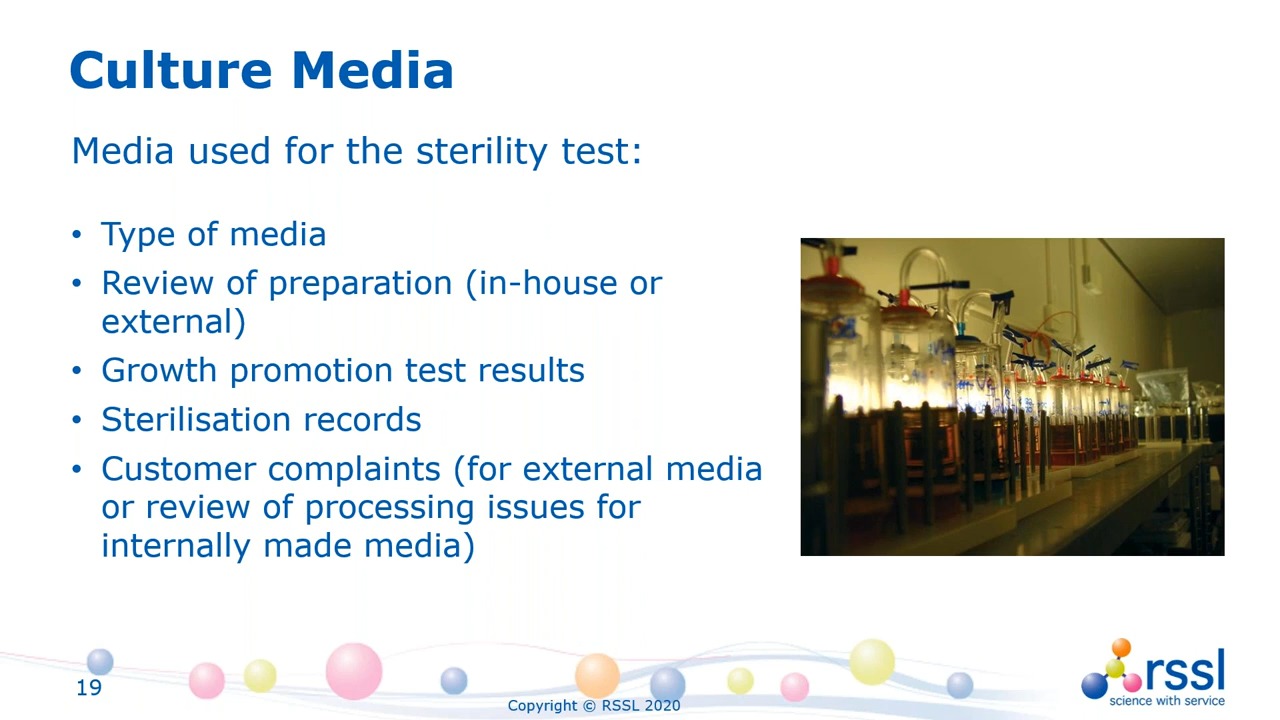 Culture Media
Media used for the sterility test:
• Type of media
• Review of preparation (in-house or
external)
• Growth promotion test results
• Sterilisation records
• Customer complaints (for external media
or review of processing issues for
internally made media)
19
Copyright © RSSL 2020
rssl
science with service